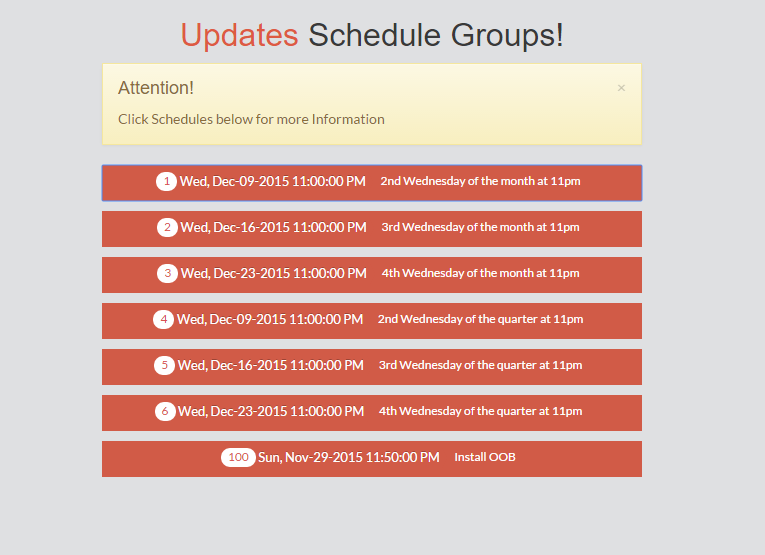 Updates Schedule Groups!
Attention!
×
Click Schedules below for more Information
1 Wed, Dec-09-2015 11:00:00 PM 2nd Wednesday of the month at 11pm
2 Wed, Dec-16-2015 11:00:00 PM 3rd Wednesday of the month at 11pm
3 Wed, Dec-23-2015 11:00:00 PM 4th Wednesday of the month at 11pm
4 Wed, Dec-09-2015 11:00:00 PM 2nd Wednesday of the quarter at 11pm
5 Wed, Dec-16-2015 11:00:00 PM 3rd Wednesday of the quarter at 11pm
6 Wed, Dec-23-2015 11:00:00 PM 4th Wednesday of the quarter at 11pm
100 Sun, Nov-29-2015 11:50:00 PM Install OOB